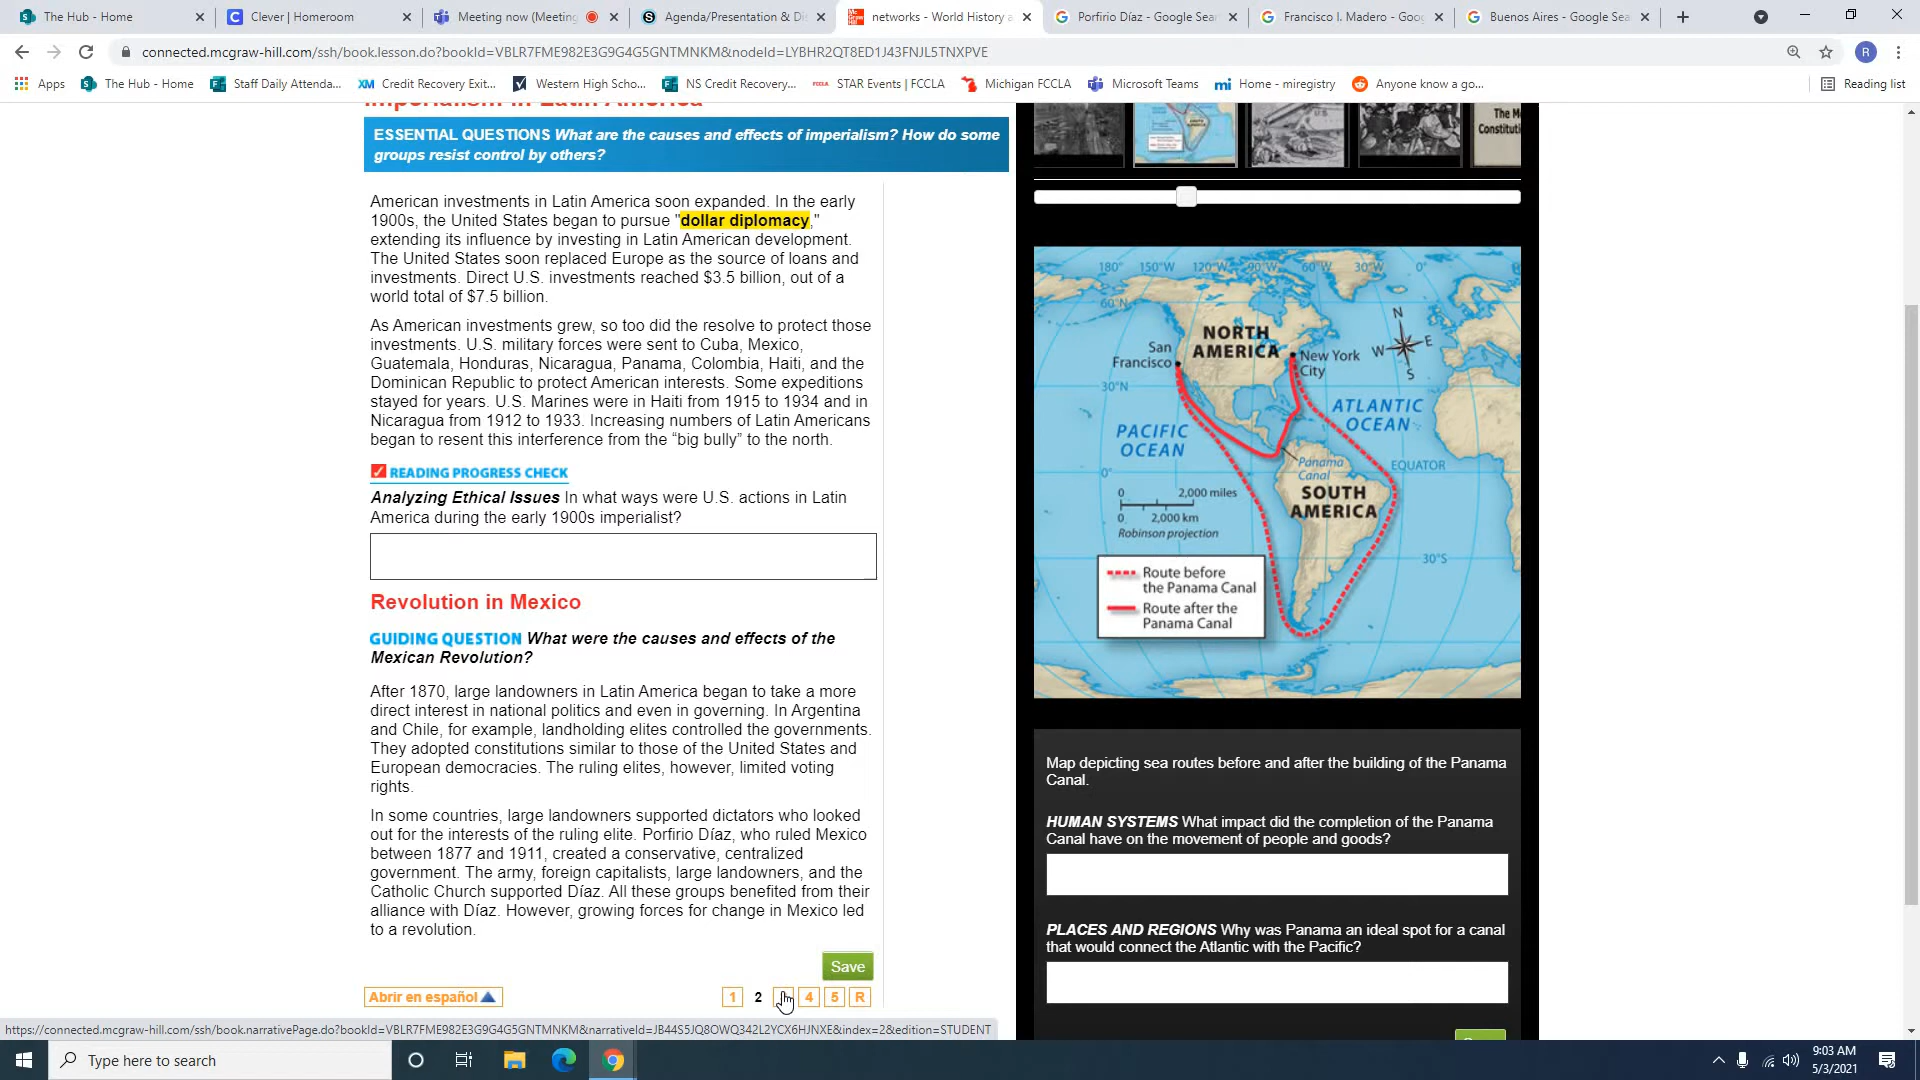 The Hub - Home
Clever | Homeroom
Meeting now (Meeting
Agenda/Presentation & Di
networks - World History a
Porfirio Díaz - Google Sear
Francisco I. Madero - Goog
Buenos Aires - Google Sea
connected.mcgraw-hill.com/ssh/book.lesson.do?bookId=VBLR7FME982E3G9G4G5GNTMNKM&nodeId=LYBHR2QT8ED1J43FNJL5TNXPVE
R
Apps
The Hub - Home
Staff Daily Attenda...
XM Credit Recovery Exit...
Western High Scho...
NS Credit Recovery...
FCCLA STAR Events | FCCLA
Michigan FCCLA
Microsoft Teams
mi Home - miregistry
Anyone know a go...
Reading list
Imperialism in Latin America
ESSENTIAL QUESTIONS What are the causes and effects of imperialism? How do some
groups resist control by others?
American investments in Latin America soon expanded. In the early
1900s, the United States began to pursue "dollar diplomacy,"
extending its influence by investing in Latin American development.
The United States soon replaced Europe as the source of loans and
investments. Direct U.S. investments reached $3.5 billion, out of a
world total of $7.5 billion.
As American investments grew, so too did the resolve to protect those
investments. U.S. military forces were sent to Cuba, Mexico,
Guatemala, Honduras, Nicaragua, Panama, Colombia, Haiti, and the
Dominican Republic to protect American interests. Some expeditions
stayed for years. U.S. Marines were in Haiti from 1915 to 1934 and in
Nicaragua from 1912 to 1933. Increasing numbers of Latin Americans
began to resent this interference from the “big bully” to the north.
READING PROGRESS CHECK
Analyzing Ethical Issues In what ways were U.S. actions in Latin
America during the early 1900s imperialist?
Revolution in Mexico
GUIDING QUESTION What were the causes and effects of the
Mexican Revolution?
After 1870, large landowners in Latin America began to take a more
direct interest in national politics and even in governing. In Argentina
and Chile, for example, landholding elites controlled the governments.
They adopted constitutions similar to those of the United States and
European democracies. The ruling elites, however, limited voting
rights.
In some countries, large landowners supported dictators who looked
out for the interests of the ruling elite. Porfirio Díaz, who ruled Mexico
between 1877 and 1911, created a conservative, centralized
government. The army, foreign capitalists, large landowners, and the
Catholic Church supported Díaz. All these groups benefited from their
alliance with Díaz. However, growing forces for change in Mexico led
to a revolution.
Save
Abrir en español
1 2 4 5 R
https://connected.mcgraw-hill.com/ssh/book.narrativePage.do?bookId=VBLR7FME982E3G9G4G5GNTMNKM&narrativeId=JB44S5JQ8OWQ342L2YCX6HJNXE&index=2&edition=STUDENT
The M
Constituti
180° 150°W 120°W 90°W 60°W 30°W 0°
60°N
NORTH
AMERICA
San
Francisco
New York
City
N
W E
S
30°N
ATLANTIC
OCEAN
PACIFIC
OCEAN
Panama
Canal
EQUATOR
0°
SOUTH
AMERICA
0 2,000 miles
0 2,000 km
Robinson projection
30°S
Route before
the Panama Canal
Route after the
Panama Canal
Map depicting sea routes before and after the building of the Panama
Canal.
HUMAN SYSTEMS What impact did the completion of the Panama
Canal have on the movement of people and goods?
PLACES AND REGIONS Why was Panama an ideal spot for a canal
that would connect the Atlantic with the Pacific?
Type here to search
9:03 AM
5/3/2021